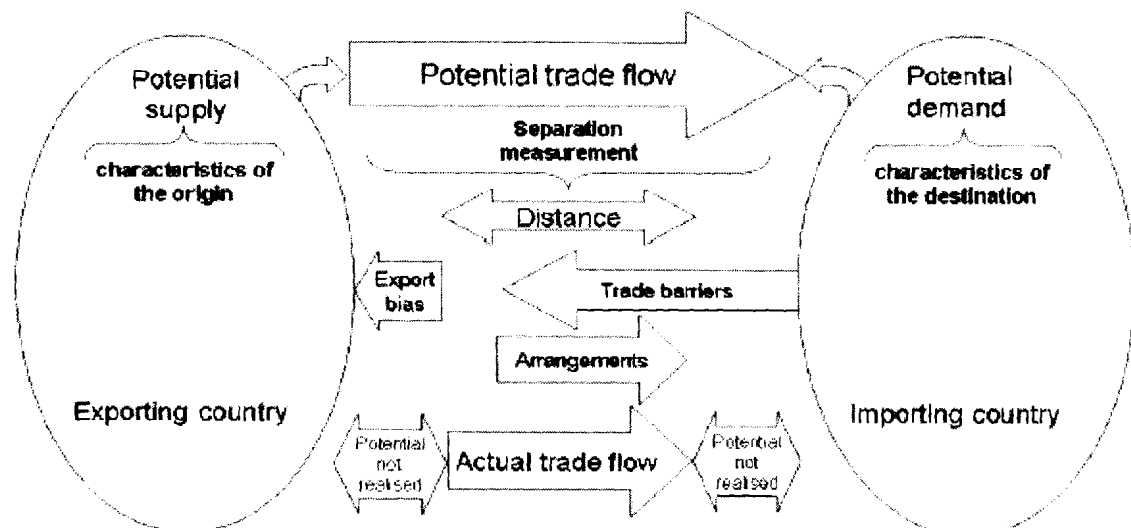 Potential
supply
characteristics of
the origin
Exporting country
Potential trade flow
Separation
measurement
Distance
Export
bias
Trade barriers
Arrangements
Potential
not
realised
Actual trade flow
Potential
not
realised
Potential
demand
characteristics of
the destination
Importing country